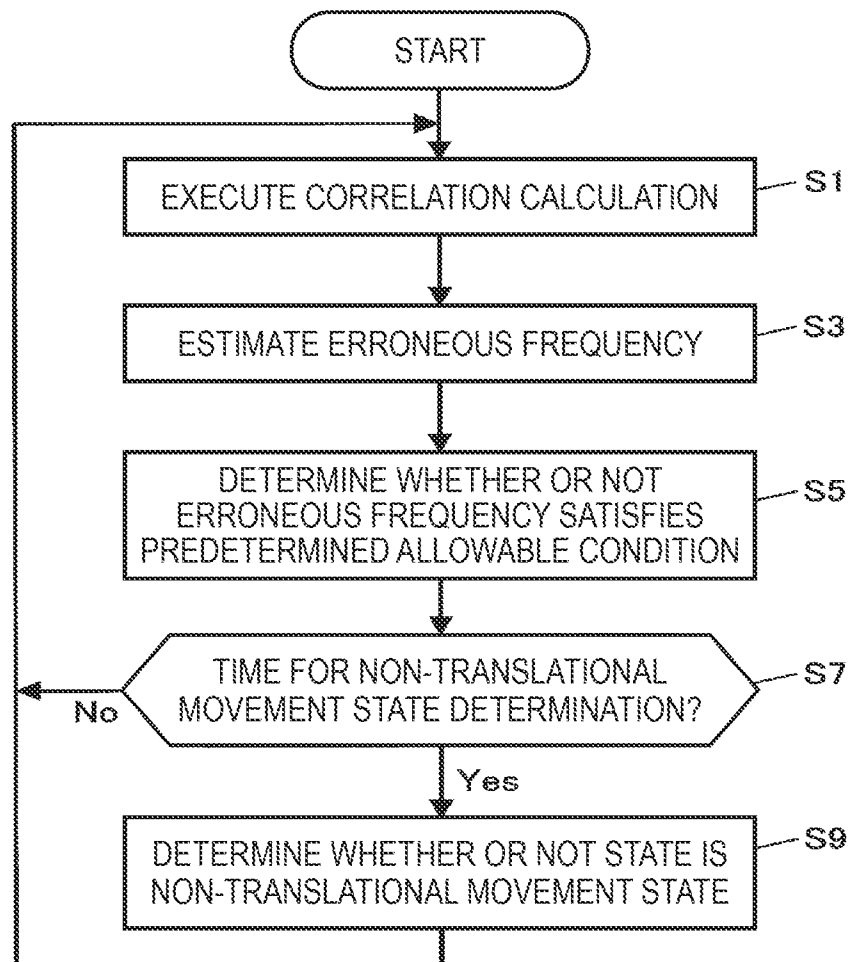 START
EXECUTE CORRELATION CALCULATION
S1
ESTIMATE ERRONEOUS FREQUENCY
S3
DETERMINE WHETHER OR NOT
ERRONEOUS FREQUENCY SATISFIES
PREDETERMINED ALLOWABLE CONDITION
S5
TIME FOR NON-TRANSLATIONAL
MOVEMENT STATE DETERMINATION?
S7
No
Yes
DETERMINE WHETHER OR NOT STATE IS
NON-TRANSLATIONAL MOVEMENT STATE
S9